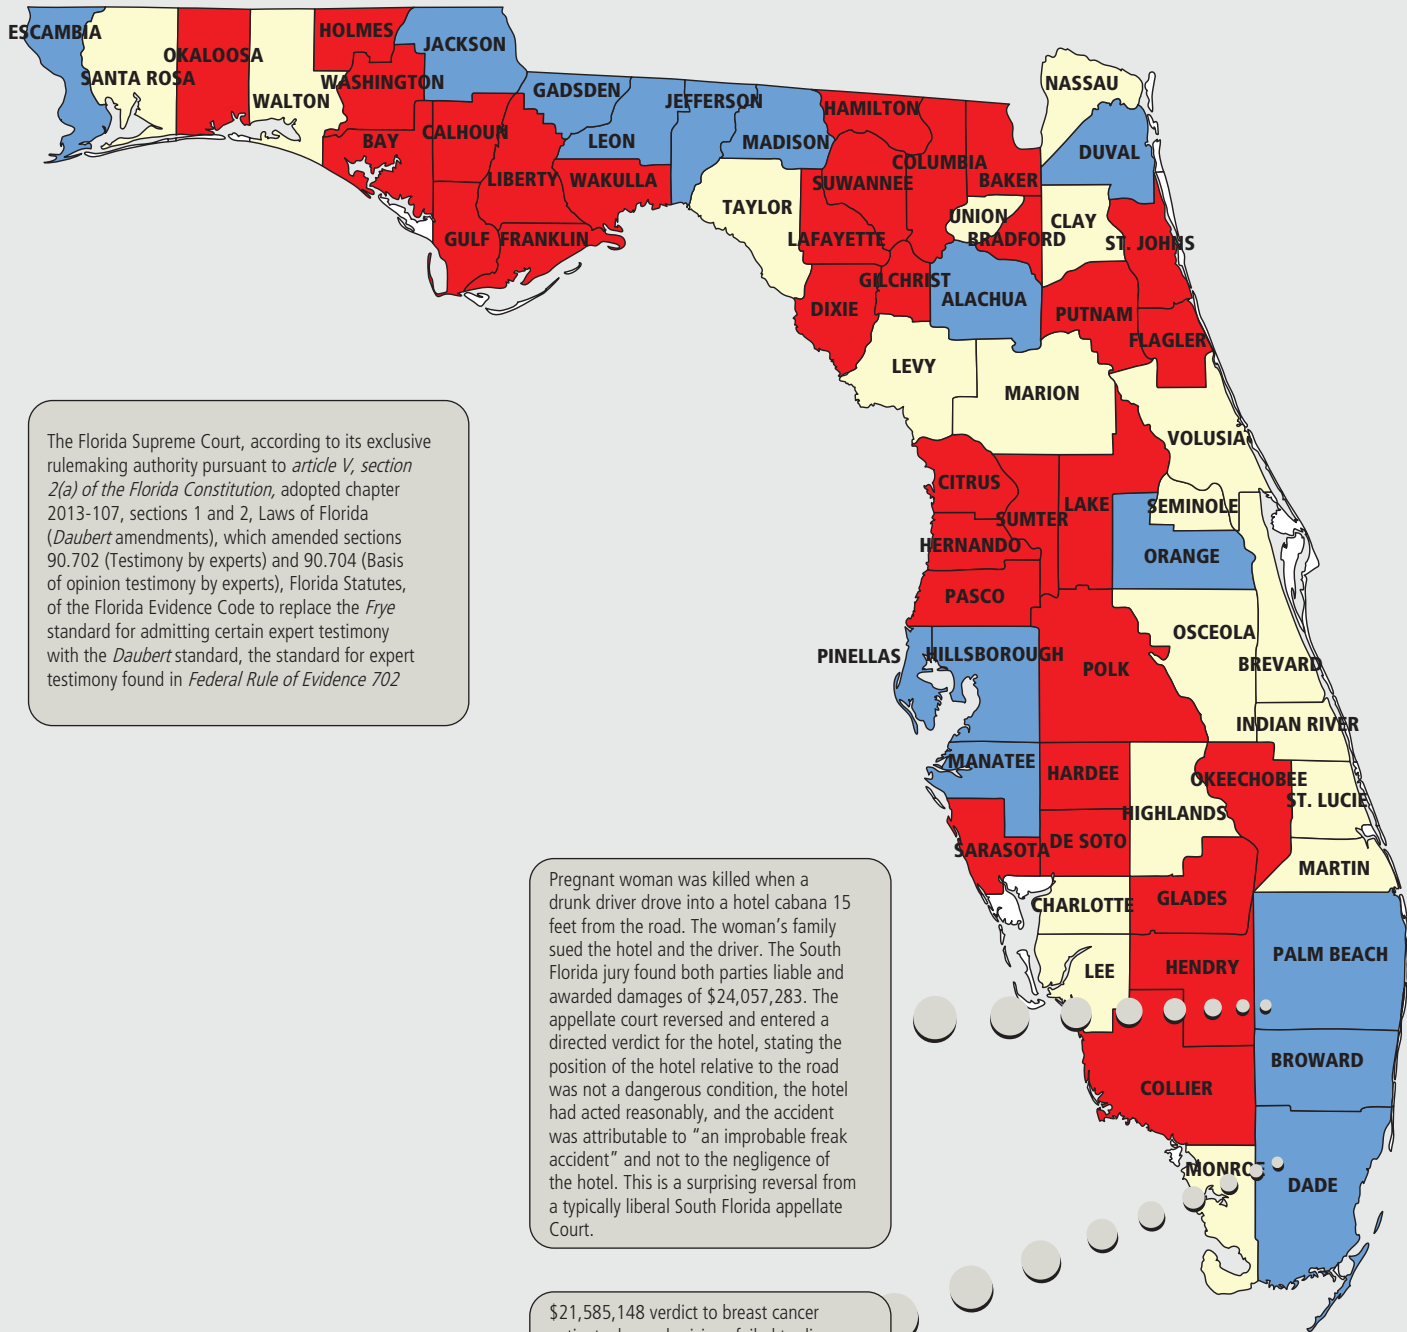 ESCAMBIA
SANTA ROSA
OKALOOSA
WALTON
HOLMES
WASHINGTON
JACKSON
BAY
CALHOUN
GULF
LIBERTY
FRANKLIN
GADSDEN
LEON
WAKULLA
JEFFERSON
MADISON
TAYLOR
HAMILTON
SUWANNEE
LAFAYETTE
DIXIE
COLUMBIA
GILCHRIST
BAKER
UNION
BRADFORD
ALACHUA
NASSAU
DUVAL
CLAY
ST. JOHNS
PUTNAM
FLAGLER
LEVY
MARION
VOLUSIA
CITRUS
SUMTER
LAKE
SEMINOLE
HERNANDO
ORANGE
PASCO
OSCEOLA
PINELLAS
HILLSBOROUGH
POLK
BREVARD
INDIAN RIVER
MANATEE
HARDEE
OKEECHOBEE
ST. LUCIE
HIGHLANDS
SARASOTA
DE SOTO
MARTIN
CHARLOTTE
GLADES
LEE
HENDRY
PALM BEACH
BROWARD
COLLIER
MONROE
DADE
The Florida Supreme Court, according to its exclusive
rulemaking authority pursuant to article V, section
2(a) of the Florida Constitution, adopted chapter
2013-107, sections 1 and 2, Laws of Florida
(Daubert amendments), which amended sections
90.702 (Testimony by experts) and 90.704 (Basis
of opinion testimony by experts), Florida Statutes,
of the Florida Evidence Code to replace the Frye
standard for admitting certain expert testimony
with the Daubert standard, the standard for expert
testimony found in Federal Rule of Evidence 702
Pregnant woman was killed when a
drunk driver drove into a hotel cabana 15
feet from the road. The woman's family
sued the hotel and the driver. The South
Florida jury found both parties liable and
awarded damages of $24,057,283. The
appellate court reversed and entered a
directed verdict for the hotel, stating the
position of the hotel relative to the road
was not a dangerous condition, the hotel
had acted reasonably, and the accident
was attributable to "an improbable freak
accident" and not to the negligence of
the hotel. This is a surprising reversal from
a typically liberal South Florida appellate
Court.
$21,585,148 verdict to breast cancer